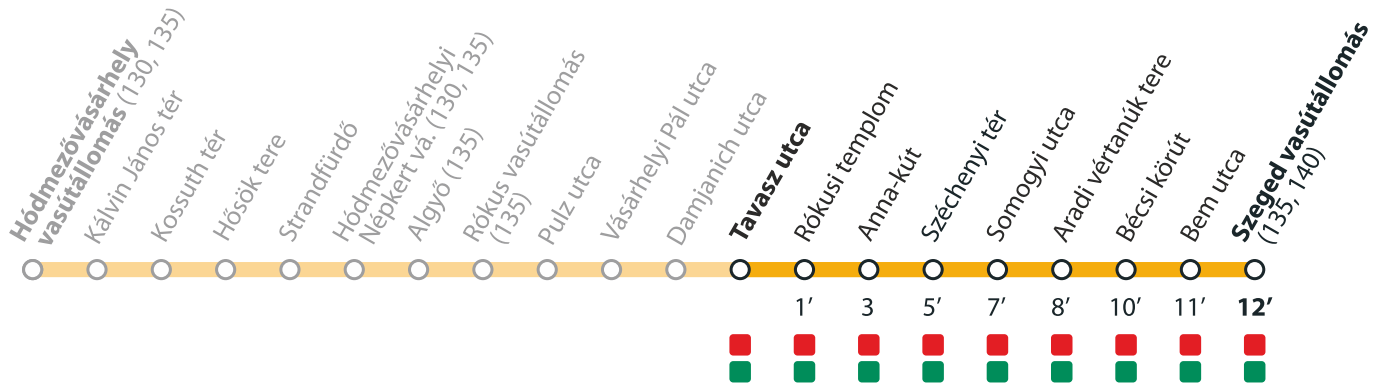 Hódmezővásárhely
vasútállomás (130, 135)
Kálvin János tér
Kossuth tér
Hősök tere
Strandfürdő
Hódmezővásárhelyi
Népkert vá. (130, 135)
Algyő (135)
Rókus vasútállomás
(135)
Pulz utca
Vásárhelyi Pál utca
Damjanich utca
Tavasz utca
Rókusi templom
Anna-kút
Széchenyi tér
Somogyi utca
Aradi vértanúk tere
Bécsi körút
Bem utca
Szeged vasútállomás
(135, 140)
1’ 3 5’ 7’ 8’ 10’ 11’ 12’